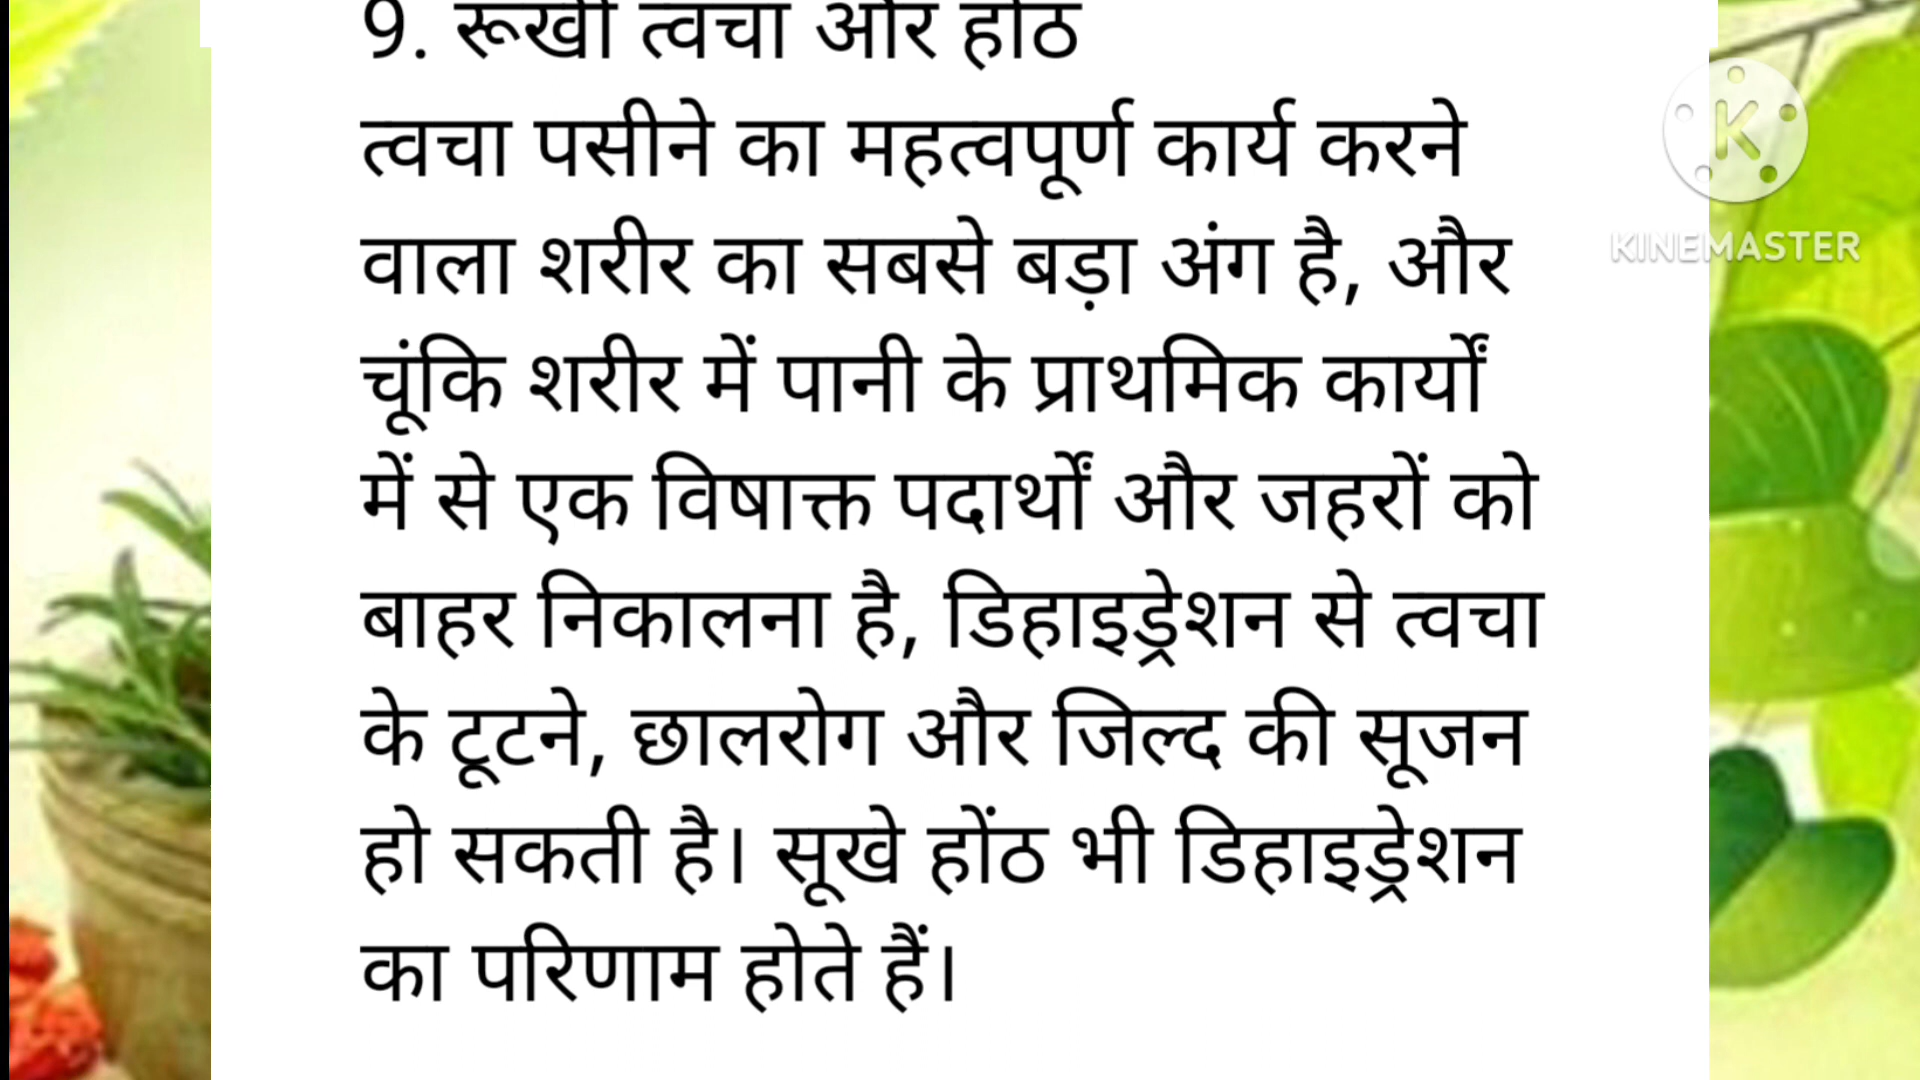 9. रूखी त्वचा और होंठ
त्वचा पसीने का महत्वपूर्ण कार्य करने
वाला शरीर का सबसे बड़ा अंग है, और
चूंकि शरीर में पानी के प्राथमिक कार्यों
में से एक विषाक्त पदार्थों और जहरों को
बाहर निकालना है, डिहाइड्रेशन से त्वचा
के टूटने, छालरोग और जिल्द की सूजन
हो सकती है। सूखे होंठ भी डिहाइड्रेशन
का परिणाम होते हैं।
K
KINEMASTER